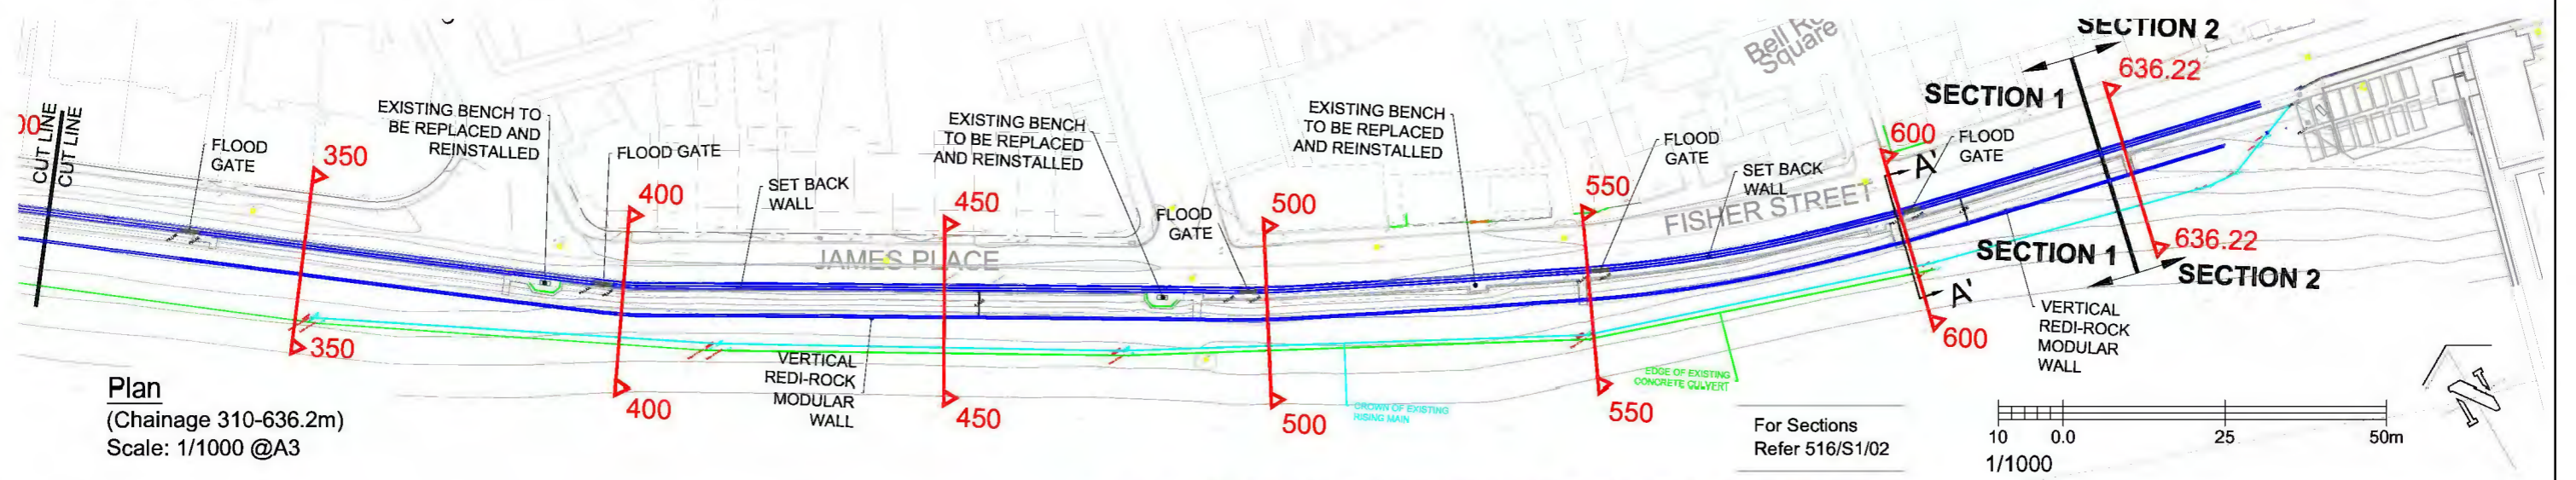 SECTION 2
Square
636.22
SECTION 1
CUT LINE
CUT LINE
EXISTING BENCH TO
BE REPLACED AND
REINSTALLED
EXISTING BENCH
TO BE REPLACED
AND REINSTALLED
EXISTING BENCH
TO BE REPLACED
AND REINSTALLED
FLOOD
GATE
350
FLOOD GATE
400
SET BACK
WALL
450
FLOOD
GATE
500
550
FLOOD
GATE
SET BACK
WALL
600
FLOOD
GATE
A'
JAMES PLACE
FISHER STREET
SECTION 1
636.22
SECTION 2
A'
600
VERTICAL
REDI-ROCK
MODULAR
WALL
350
VERTICAL
REDI-ROCK
MODULAR
WALL
400
450
500
550
EDGE OF EXISTING
CONCRETE CULVERT
CROWN OF EXISTING
RISING MAIN
Plan
(Chainage 310-636.2m)
Scale: 1/1000 @A3
For Sections
Refer 516/S1/02
10 0.0 25 50m
1/1000
N